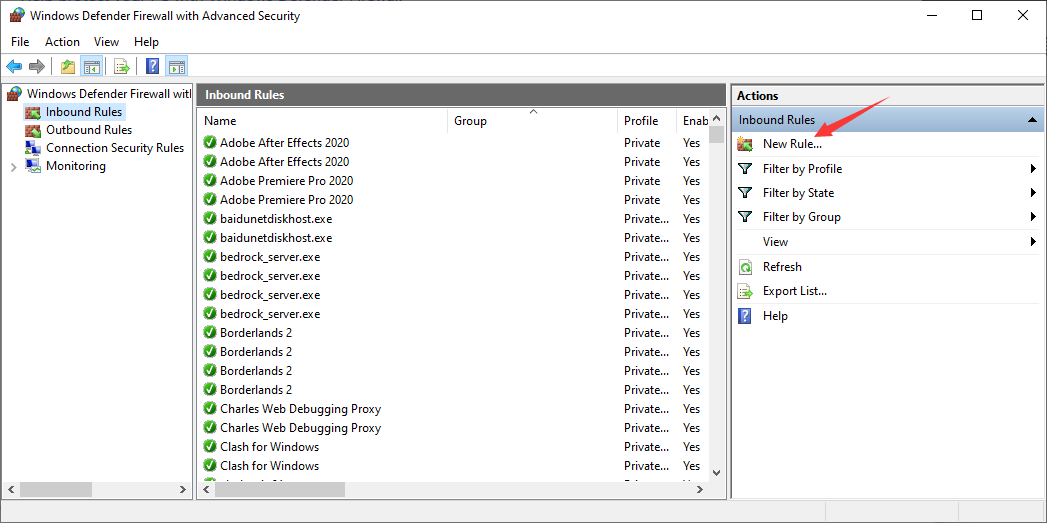 Windows Defender Firewall with Advanced Security
File Action View Help
Windows Defender Firewall wit
Inbound Rules
Outbound Rules
Connection Security Rules
Monitoring
Inbound Rules
Name Group Profile Enab
Adobe After Effects 2020 Private Yes
Adobe After Effects 2020 Private Yes
Adobe Premiere Pro 2020 Private Yes
Adobe Premiere Pro 2020 Private Yes
baidunetdiskhost.exe Private... Yes
baidunetdiskhost.exe Private... Yes
bedrock_server.exe Private... Yes
bedrock_server.exe Private... Yes
bedrock_server.exe Private... Yes
bedrock_server.exe Private... Yes
Borderlands 2 Private... Yes
Borderlands 2 Private... Yes
Borderlands 2 Private... Yes
Borderlands 2 Private... Yes
Charles Web Debugging Proxy Private... Yes
Charles Web Debugging Proxy Private... Yes
Clash for Windows Private... Yes
Clash for Windows Private... Yes
Actions
Inbound Rules
New Rule...
Filter by Profile
Filter by State
Filter by Group
View
Refresh
Export List...
Help